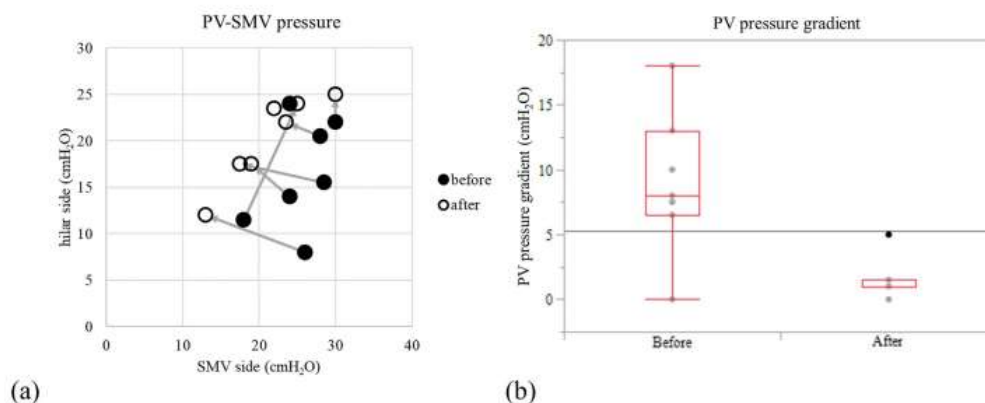 PV-SMV pressure
hilar side (cmH₂O)
30
25
20
15
10
5
0
0
10
20
30
40
SMV side (cmH₂O)
before
after
(a)
PV pressure gradient
PV pressure gradient (cmH₂O)
20
15
10
5
0
Before
After
(b)